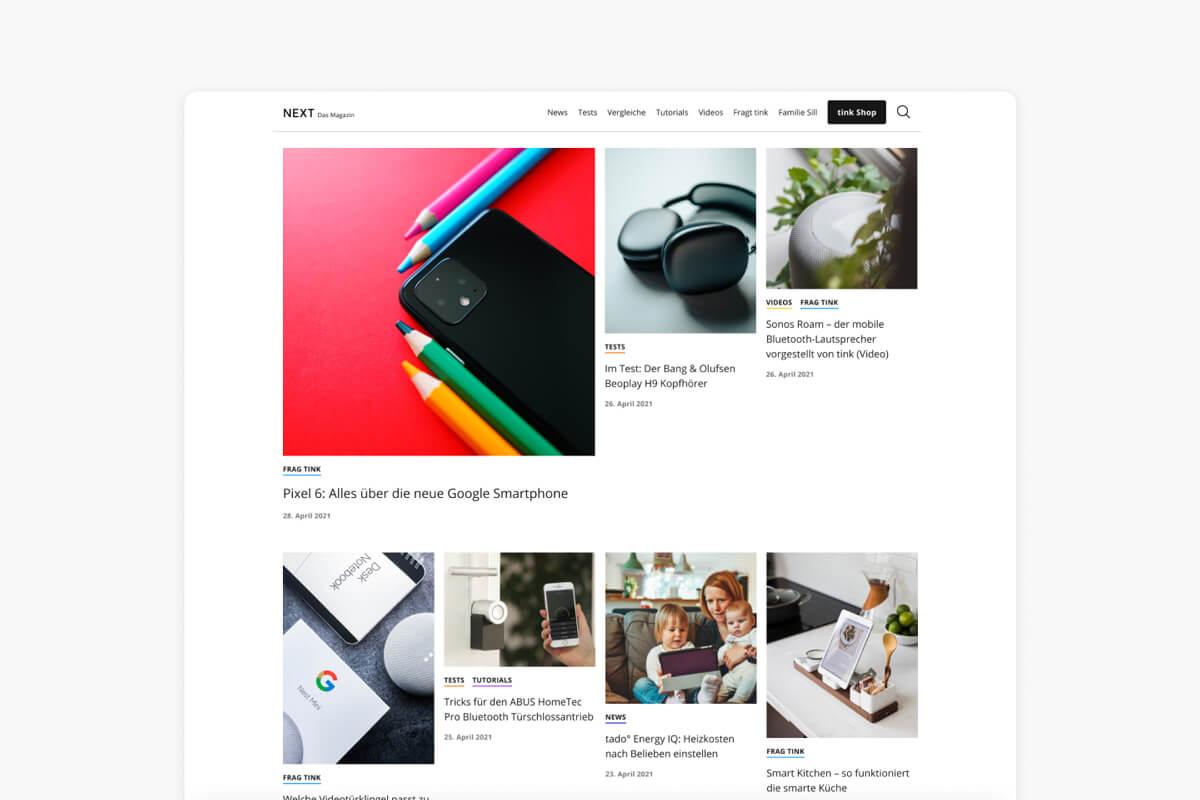 NEXT Das Magazin
News Tests Vergleiche Tutorials Videos Fragt tink Familie Sill tink Shop
FRAG TINK
Pixel 6: Alles über die neue Google Smartphone
28. April 2021
TESTS
Im Test: Der Bang & Olufsen
Beoplay H9 Kopfhörer
26. April 2021
VIDEOS FRAG TINK
Sonos Roam – der mobile
Bluetooth-Lautsprecher
vorgestellt von tink (Video)
26. April 2021
Desk
Notebook
Nest Mini
FRAG TINK
Welche Videotürklingel passt zu
TESTS TUTORIALS
Tricks für den ABUS HomeTec
Pro Bluetooth Türschlossantrieb
25. April 2021
NEWS
tado° Energy IQ: Heizkosten
nach Belieben einstellen
23. April 2021
FRAG TINK
Smart Kitchen – so funktioniert
die smarte Küche